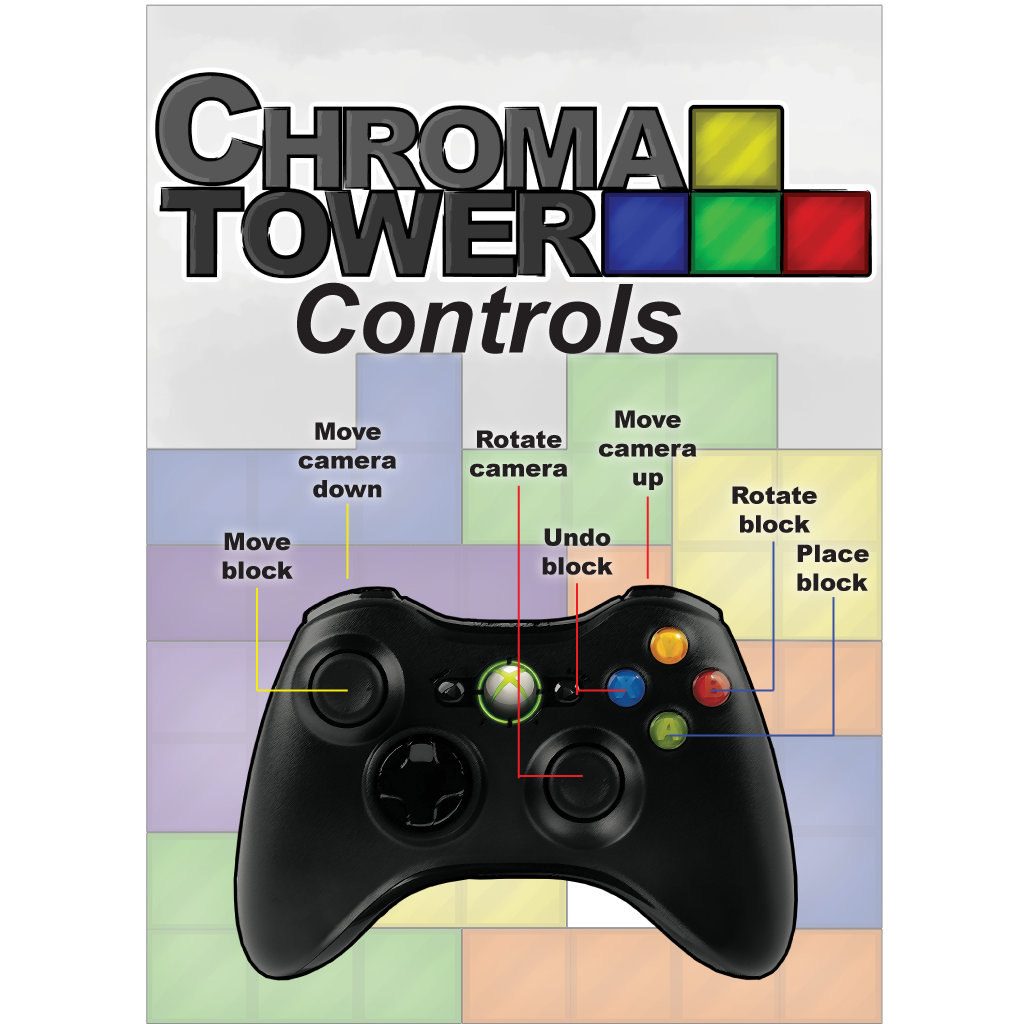 CHROMA
TOWER
Controls
Move
camera
down
Rotate
camera
Move
camera
up
Rotate
block
Move
block
Undo
block
Place
block
Y
X
B
A